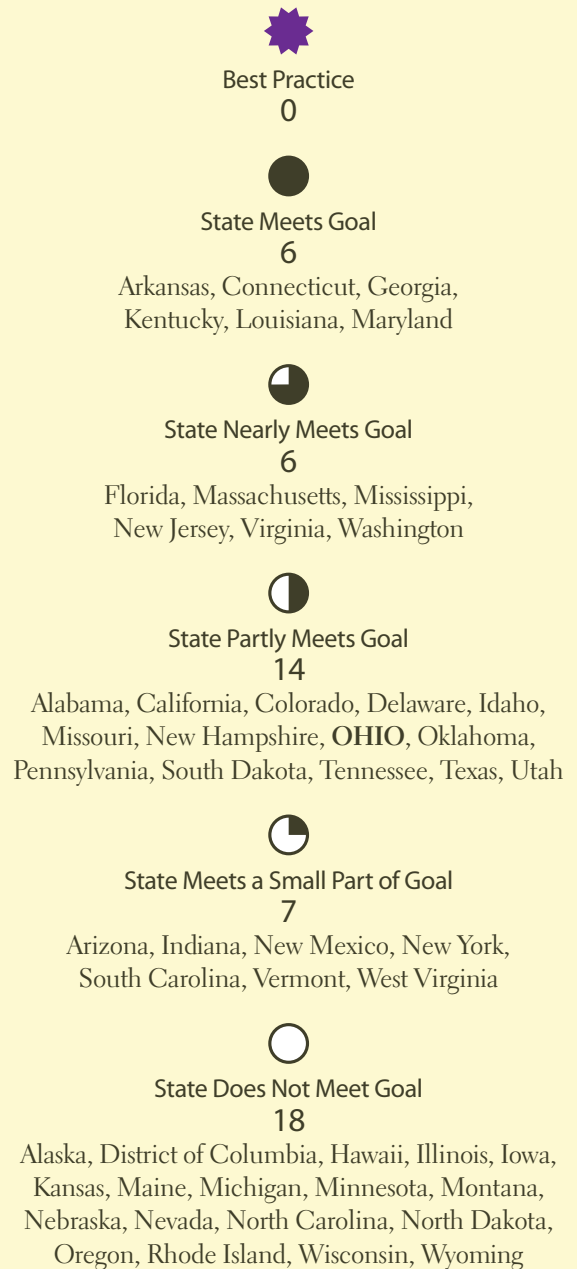 Best Practice
0
State Meets Goal
6
Arkansas, Connecticut, Georgia,
Kentucky, Louisiana, Maryland
State Nearly Meets Goal
6
Florida, Massachusetts, Mississippi,
New Jersey, Virginia, Washington
State Partly Meets Goal
14
Alabama, California, Colorado, Delaware, Idaho,
Missouri, New Hampshire, OHIO, Oklahoma,
Pennsylvania, South Dakota, Tennessee, Texas, Utah
State Meets a Small Part of Goal
7
Arizona, Indiana, New Mexico, New York,
South Carolina, Vermont, West Virginia
State Does Not Meet Goal
18
Alaska, District of Columbia, Hawaii, Illinois, Iowa,
Kansas, Maine, Michigan, Minnesota, Montana,
Nebraska, Nevada, North Carolina, North Dakota,
Oregon, Rhode Island, Wisconsin, Wyoming